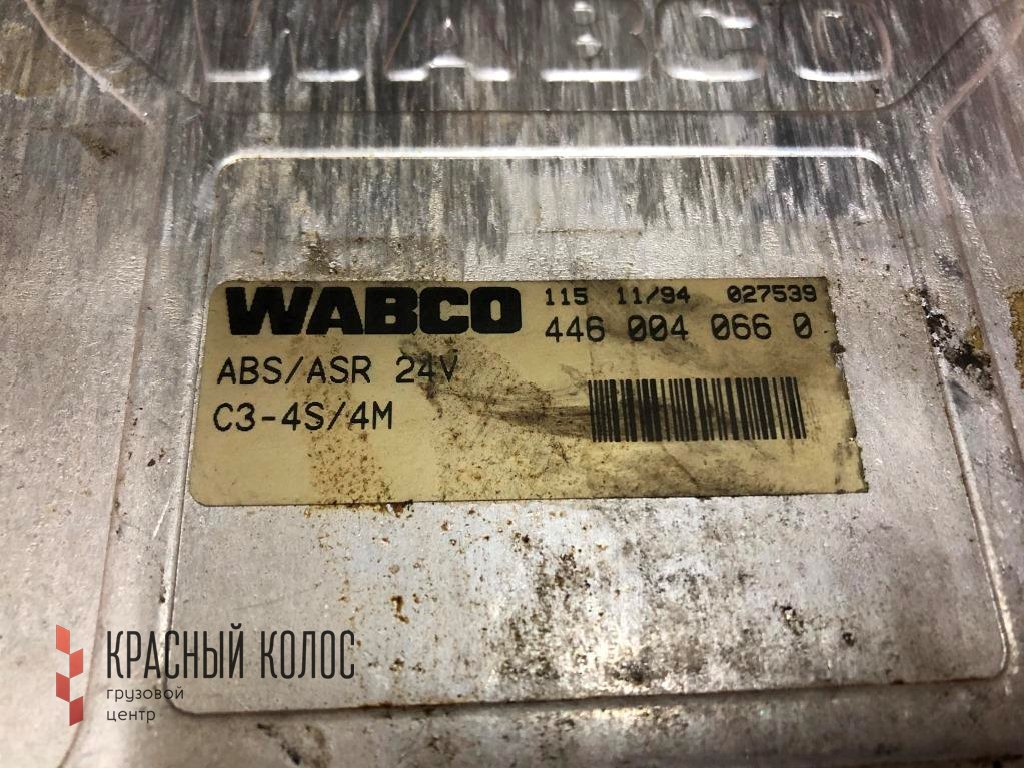 WABCO
WABCO 115 11/94 027539
446 004 066 0
ABS/ASR 24V
C3-4S/4M
КРАСНЫЙ КОЛОС
грузовой
центр